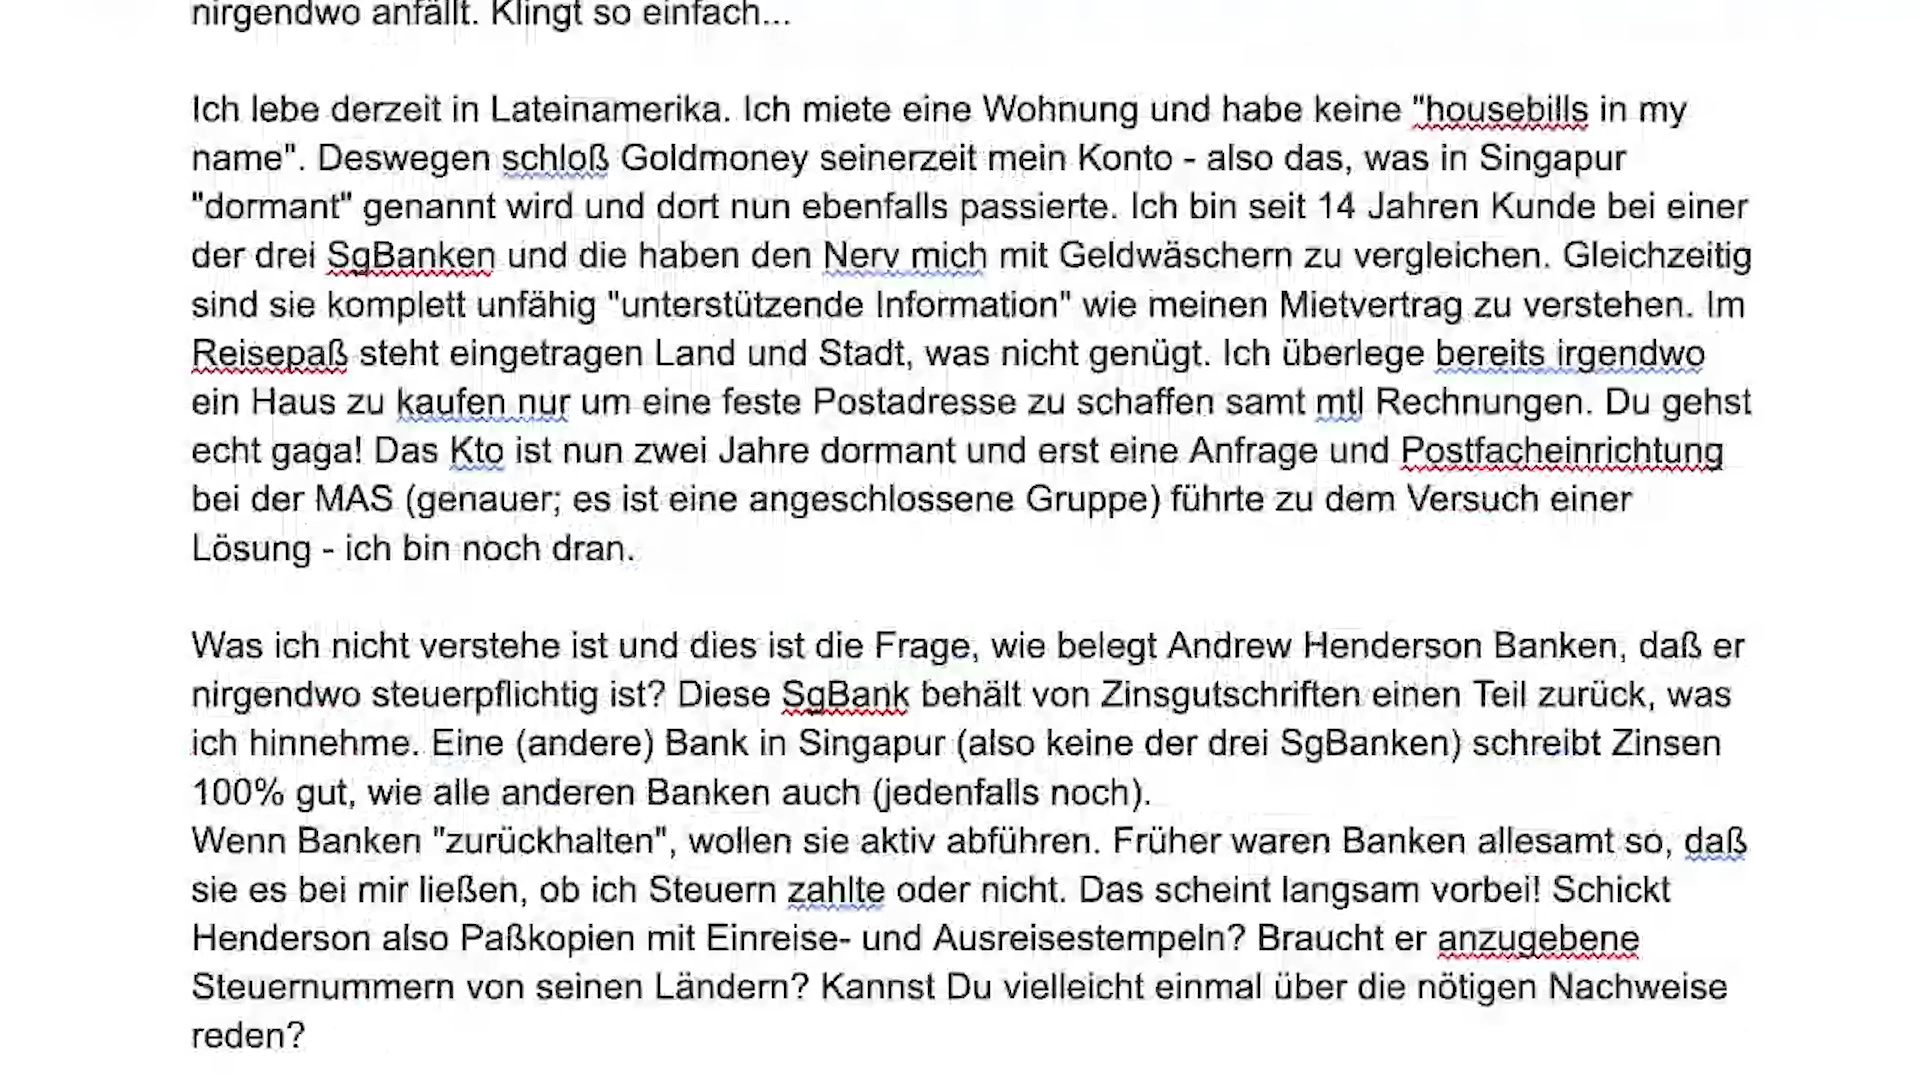 nirgendwo anfällt. Klingt so einfach...
Ich lebe derzeit in Lateinamerika. Ich miete eine Wohnung und habe keine "housebills in my
name". Deswegen schloß Goldmoney seinerzeit mein Konto - also das, was in Singapur
"dormant" genannt wird und dort nun ebenfalls passierte. Ich bin seit 14 Jahren Kunde bei einer
der drei SgBanken und die haben den Nerv mich mit Geldwäschern zu vergleichen. Gleichzeitig
sind sie komplett unfähig "unterstützende Information" wie meinen Mietvertrag zu verstehen. Im
Reisepaß steht eingetragen Land und Stadt, was nicht genügt. Ich überlege bereits irgendwo
ein Haus zu kaufen nur um eine feste Postadresse zu schaffen samt mtl Rechnungen. Du gehst
echt gaga! Das Kto ist nun zwei Jahre dormant und erst eine Anfrage und Postfacheinrichtung
bei der MAS (genauer; es ist eine angeschlossene Gruppe) führte zu dem Versuch einer
Lösung - ich bin noch dran.
Was ich nicht verstehe ist und dies ist die Frage, wie belegt Andrew Henderson Banken, daß er
nirgendwo steuerpflichtig ist? Diese SgBank behält von Zinsgutschriften einen Teil zurück, was
ich hinnehme. Eine (andere) Bank in Singapur (also keine der drei SgBanken) schreibt Zinsen
100% gut, wie alle anderen Banken auch (jedenfalls noch).
Wenn Banken "zurückhalten", wollen sie aktiv abführen. Früher waren Banken allesamt so, daß
sie es bei mir ließen, ob ich Steuern zahlte oder nicht. Das scheint langsam vorbei! Schickt
Henderson also Paßkopien mit Einreise- und Ausreisestempeln? Braucht er anzugebene
Steuernummern von seinen Ländern? Kannst Du vielleicht einmal über die nötigen Nachweise
reden?